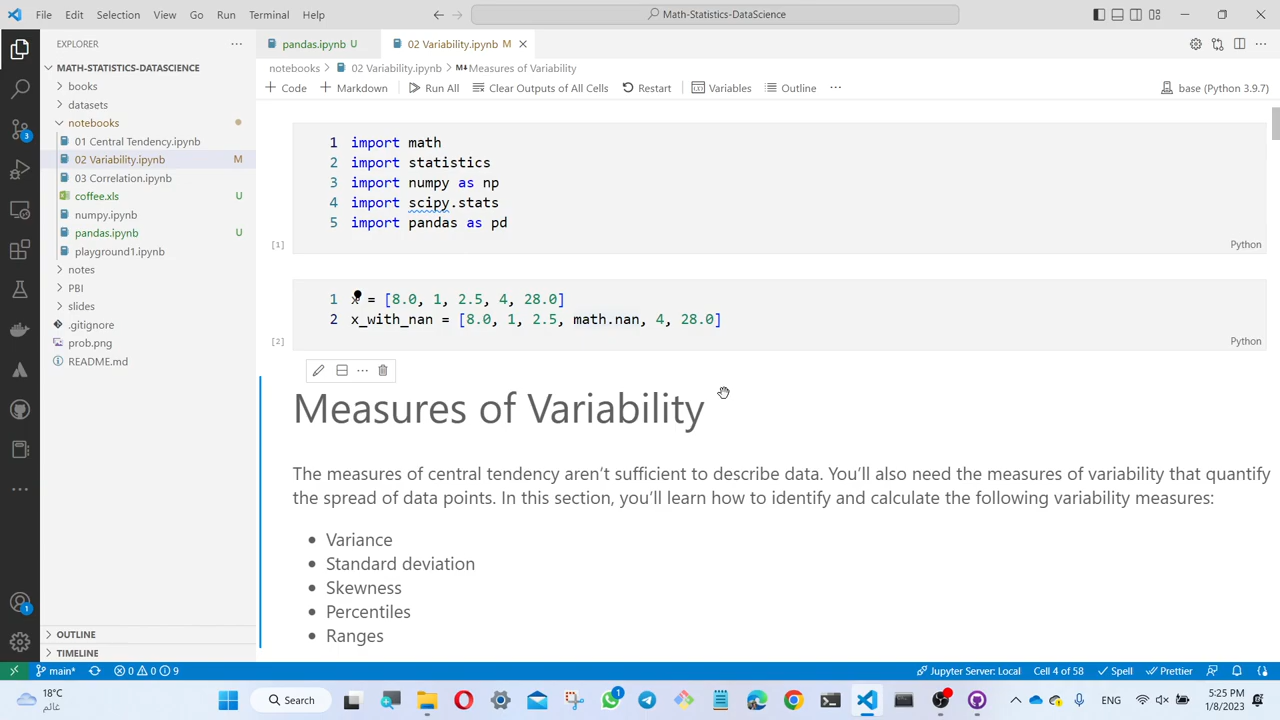 File Edit Selection View Go Run Terminal Help
Math-Statistics-DataScience
EXPLORER
MATH-STATISTICS-DATASCIENCE
books
datasets
notebooks
01 Central Tendency.ipynb
02 Variability.ipynb M
03 Correlation.ipynb
coffee.xls U
numpy.ipynb
pandas.ipynb U
playground1.ipynb
notes
PBI
slides
.gitignore
prob.png
README.md
OUTLINE
TIMELINE
3
1
pandas.ipynb U
02 Variability.ipynb M
notebooks > 02 Variability.ipynb > Measures of Variability
Code Markdown Run All Clear Outputs of All Cells Restart Variables Outline ... base (Python 3.9.7)
1 import math
2 import statistics
3 import numpy as np
4 import scipy.stats
5 import pandas as pd
[1] Python
1 x = [8.0, 1, 2.5, 4, 28.0]
2 x_with_nan = [8.0, 1, 2.5, math.nan, 4, 28.0]
[2] Python
Measures of Variability
The measures of central tendency aren't sufficient to describe data. You'll also need the measures of variability that quantify
the spread of data points. In this section, you'll learn how to identify and calculate the following variability measures:
• Variance
• Standard deviation
• Skewness
• Percentiles
• Ranges
main* 0 0 9 Jupyter Server: Local Cell 4 of 58 Spell Prettier
18°C
غائم
Search
1
ENG
5:25 PM
1/8/2023